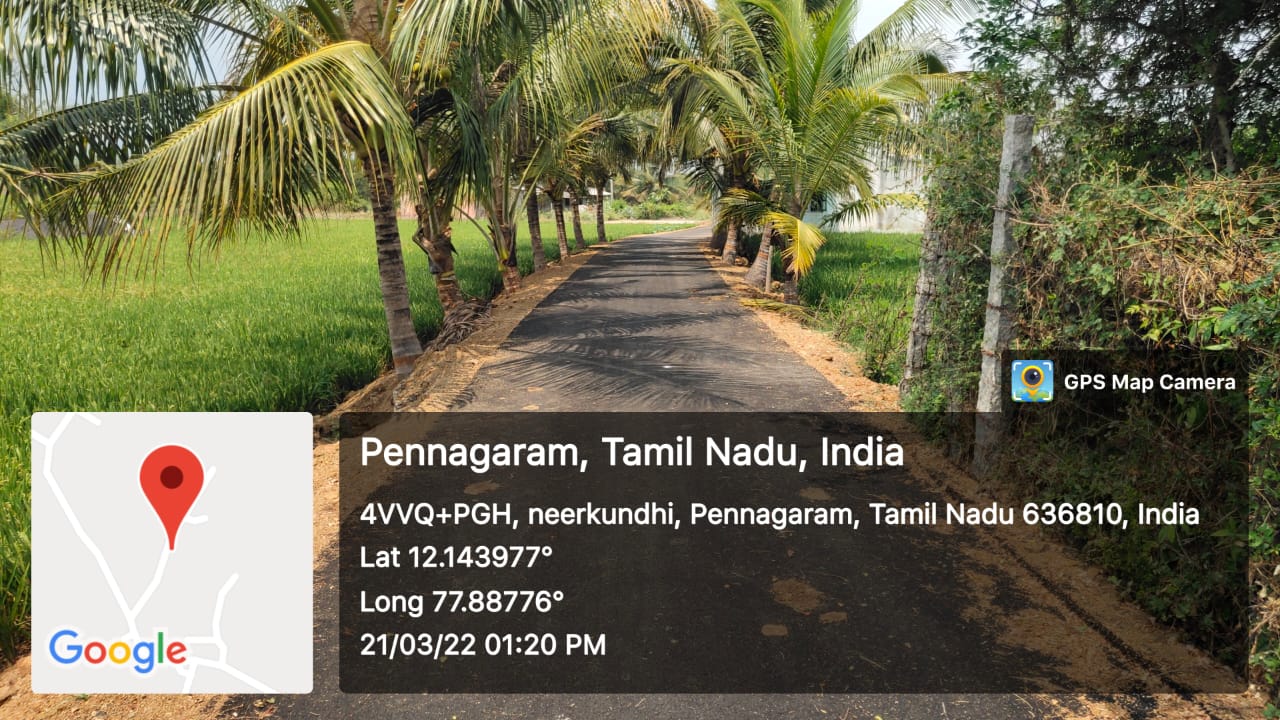 GPS Map Camera
Pennagaram, Tamil Nadu, India
4VVQ+PGH, neerkundhi, Pennagaram, Tamil Nadu 636810, India
Lat 12.143977°
Long 77.88776°
21/03/22 01:20 PM
Google